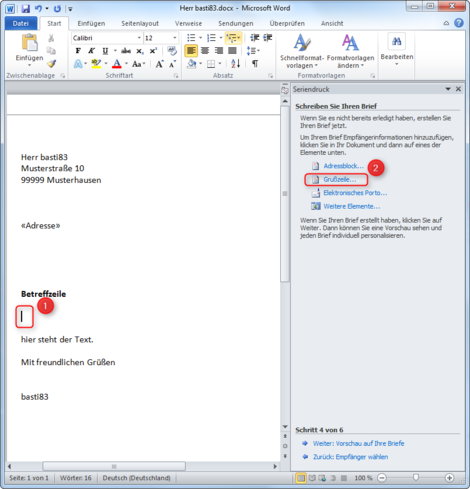 Herr basti83.docx - Microsoft Word
Datei Start Einfügen Seitenlayout Verweise Sendungen Überprüfen Ansicht
Einfügen
Calibri 12
F K U
Schnellformat-
vorlagen
Formatvorlagen
ändern
Bearbeiten
Zwischenablage Schriftart Absatz Formatvorlagen
Herr basti83
Musterstraße 10
99999 Musterhausen
«Adresse»
Betreffzeile
1
hier steht der Text.
Mit freundlichen Grüßen
basti83
Seriendruck
Schreiben Sie Ihren Brief
Wenn Sie es nicht bereits erledigt haben, erstellen Sie
Ihren Brief jetzt.
Um Ihrem Brief Empfängerinformationen hinzuzufügen,
klicken Sie in Ihr Dokument und dann auf eines der
Elemente unten.
Adressblock...
2
Grußzeile...
Elektronisches Porto...
Weitere Elemente...
Wenn Sie Ihren Brief erstellt haben, klicken Sie auf
Weiter. Dann können Sie eine Vorschau sehen und
jeden Brief individuell personalisieren.
Schritt 4 von 6
Weiter: Vorschau auf Ihre Briefe
Zurück: Empfänger wählen
Seite: 1 von 1 Wörter: 16 Deutsch (Deutschland) 100 %